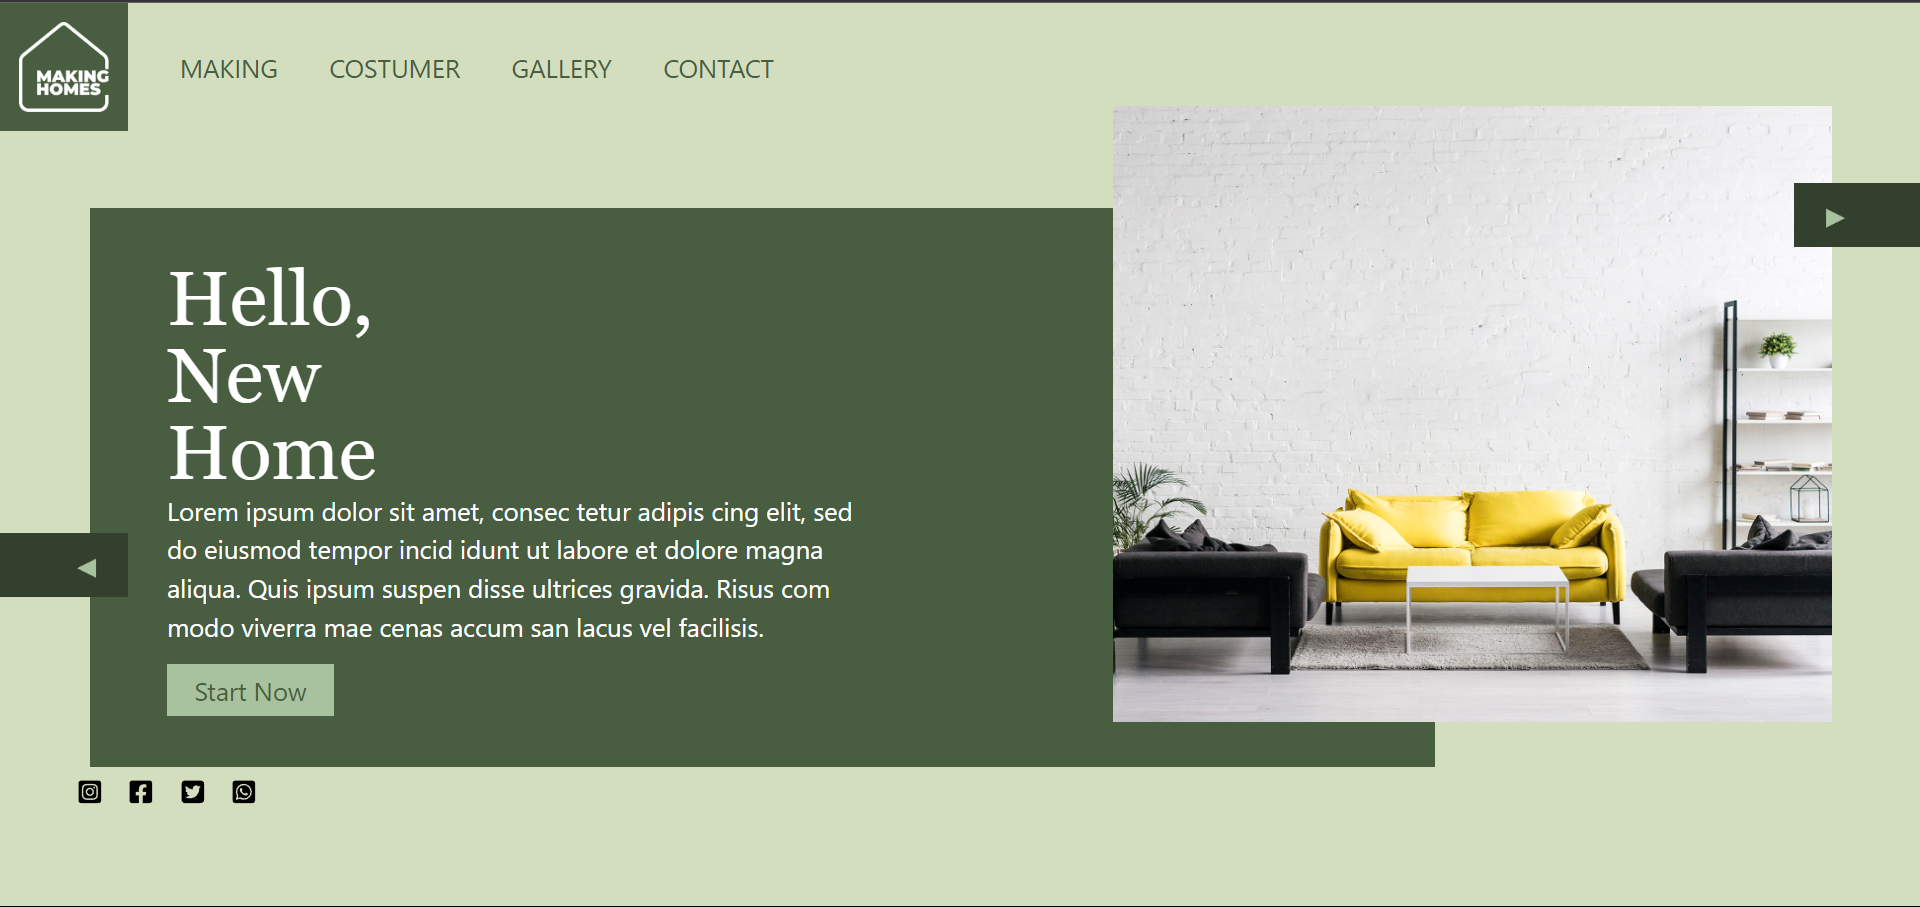 MAKING
HOMES
MAKING COSTUMER GALLERY CONTACT
Hello,
New
Home
Lorem ipsum dolor sit amet, consec tetur adipis cing elit, sed
do eiusmod tempor incid idunt ut labore et dolore magna
aliqua. Quis ipsum suspen disse ultrices gravida. Risus com
modo viverra mae cenas accum san lacus vel facilisis.
Start Now